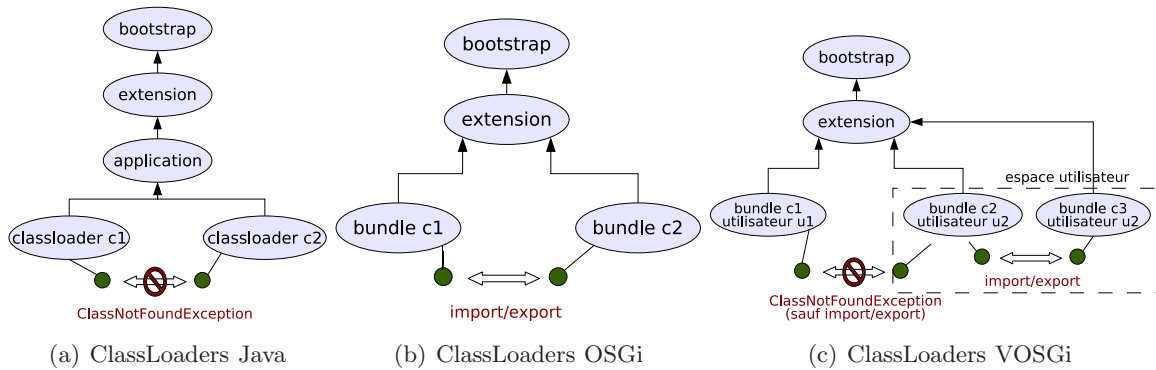 bootstrap
extension
application
classloader c1
classloader c2
ClassNotFoundException
(a) ClassLoaders Java
bootstrap
extension
bundle c1
bundle c2
import/export
(b) ClassLoaders OSGi
bootstrap
extension
espace utilisateur
bundle c1
utilisateur u1
bundle c2
utilisateur u2
bundle c3
utilisateur u2
import/export
ClassNotFoundException
(sauf import/export)
(c) ClassLoaders VOSGi